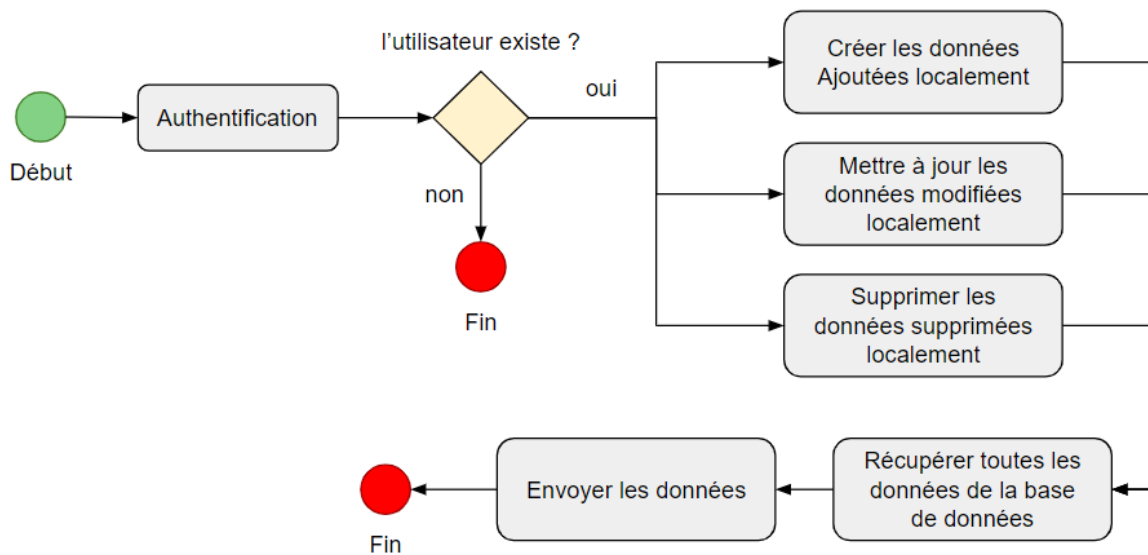 l'utilisateur existe ?
Début
Authentification
oui
non
Fin
Créer les données
Ajoutées localement
Mettre à jour les
données modifiées
localement
Supprimer les
données supprimées
localement
Récupérer toutes les
données de la base
de données
Envoyer les données
Fin